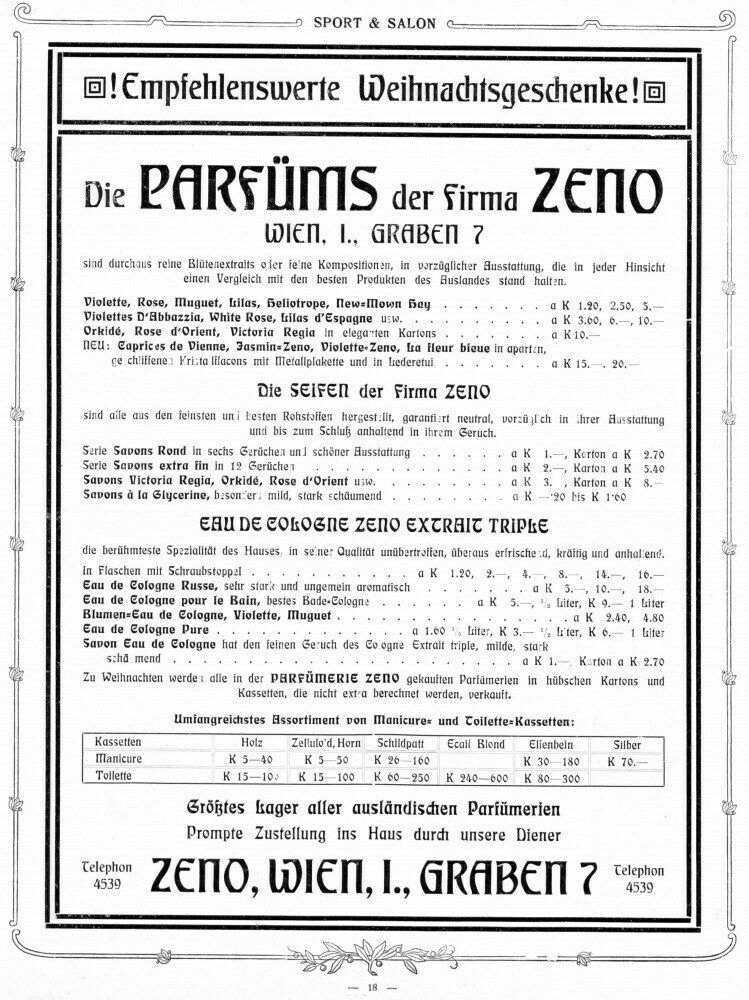 SPORT & SALON
! Empfehlenswerte Weihnachtsgeschenke !
Die PARFÜMS der Firma ZENO
WIEN, I., GRABEN 7
sind durchaus reine Blütenextraits oder feine Kompositionen, in vorzüglicher Ausstattung, die in jeder Hinsicht
einen Vergleich mit den besten Produkten des Auslandes stand halten.
Violette, Rose, Muguet, Lilas, Heliotrope, New=Mown Hay . . . . . . . a K 1.20, 2.50, 5.—
Violettes D'Abbazzia, White Rose, Lilas d'Espagne usw. . . . . . . . . a K 3.60, 6.—, 10.—
Orkidé, Rose d'Orient, Victoria Regia in eleganten Kartons . . . . . . . a K 10.—
NEU: Caprices de Vienne, Jasmin=Zeno, Violette=Zeno, La fleur bleue in aparten,
geschliffenen Kristallflacons mit Metallplakette und in Lederetui . . . . . a K 15.—, 20.—
Die SEIFEN der Firma ZENO
sind alle aus den feinsten und besten Rohstoffen hergestellt, garantiert neutral, vorzüglich in ihrer Ausstattung
und bis zum Schluß anhaltend in ihrem Geruch.
Serie Savons Rond in sechs Gerüchen und schöner Ausstattung . . . . . . a K 1.—, Karton a K 2.70
Serie Savons extra fin in 12 Gerüchen . . . . . . . . . . . . . a K 2.—, Karton a K 5.40
Savons Victoria Regia, Orkidé, Rose d'Orient usw. . . . . . . . . . a K 3. , Karton a K 8.—
Savons à la Glycerine, besonders mild, stark schäumend . . . . . . . . a K —·20 bis K 1·60
EAU DE COLOGNE ZENO EXTRAIT TRIPLE
die berühmteste Spezialität des Hauses, in seiner Qualität unübertroffen, überaus erfrischend, kräftig und anhaltend.
In Flaschen mit Schraubstoppel . . . . . . . . . . . a K 1.20, 2.—, 4.—, 8.—, 14.—, 16.—
Eau de Cologne Russe, sehr stark und ungemein aromatisch . . . . . . . a K 5.—, 10.—, 18.—
Eau de Cologne pour le Bain, bestes Bade=Cologne . . . . . . a K 5.—, ½ Liter, K 9.— 1 Liter
Blumen=Eau de Cologne, Violette, Muguet . . . . . . . . . . . . . a K 2.40, 4.80
Eau de Cologne Pure . . . . . . . . . . . . a 1.60 Liter, K 3.— ½ Liter, K 6.— 1 Liter
Savon Eau de Cologne hat den feinen Geruch des Cologne Extrait triple, milde, stark
schäumend . . . . . . . . . . . . . . . . . . . . . a K 1.—, Karton a K 2.70
Zu Weihnachten werden alle in der PARFÜMERIE ZENO gekauften Parfümerien in hübschen Kartons und
Kassetten, die nicht extra berechnet werden, verkauft.
Umfangreichstes Assortiment von Manicure= und Toilette=Kassetten:
Kassetten Holz Zelluloid, Horn Schildpatt Ecail Blond Elfenbein Silber
Manicure K 5—40 K 5—50 K 26—160 K 30—180 K 70.—
Toilette K 15—100 K 15—100 K 60—250 K 240—600 K 80—300
Größtes Lager aller ausländischen Parfümerien
Prompte Zustellung ins Haus durch unsere Diener
Telephon 4539 ZENO, WIEN, I., GRABEN 7 Telephon 4539
— 18 —